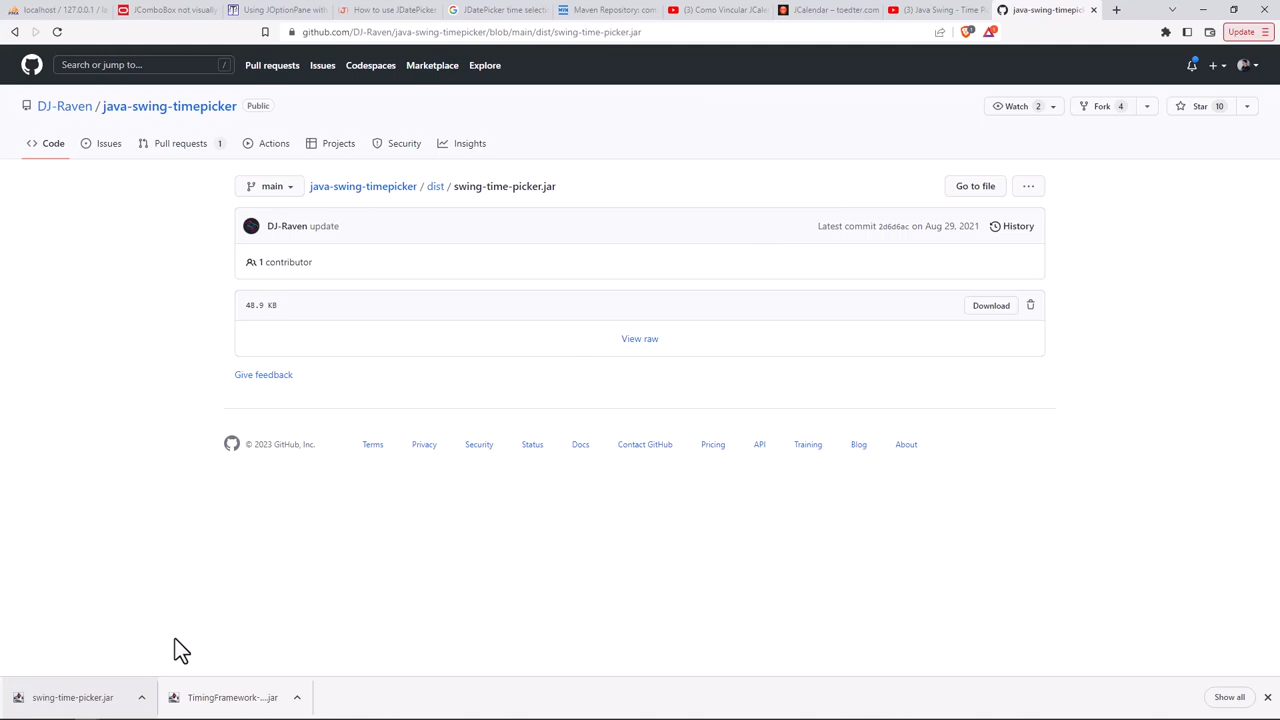 localhost / 127.0.0.1 / la
JComboBox not visually
Using JOptionPane with
How to use JDatePicker
JDatePicker time selecti
Maven Repository: com
(3) Como Vincular JCale
JCalendar – toedter.com
(3) Java Swing - Time P
java-swing-timepick
github.com/DJ-Raven/java-swing-timepicker/blob/main/dist/swing-time-picker.jar
Update
Search or jump to...
/
Pull requests
Issues
Codespaces
Marketplace
Explore
DJ-Raven / java-swing-timepicker
Public
Watch 2
Fork 4
Star 10
Code
Issues
Pull requests 1
Actions
Projects
Security
Insights
main
java-swing-timepicker / dist / swing-time-picker.jar
Go to file
DJ-Raven update
Latest commit 2d6d6ac on Aug 29, 2021
History
1 contributor
48.9 KB
Download
View raw
Give feedback
© 2023 GitHub, Inc.
Terms
Privacy
Security
Status
Docs
Contact GitHub
Pricing
API
Training
Blog
About
swing-time-picker.jar
TimingFramework-....jar
Show all